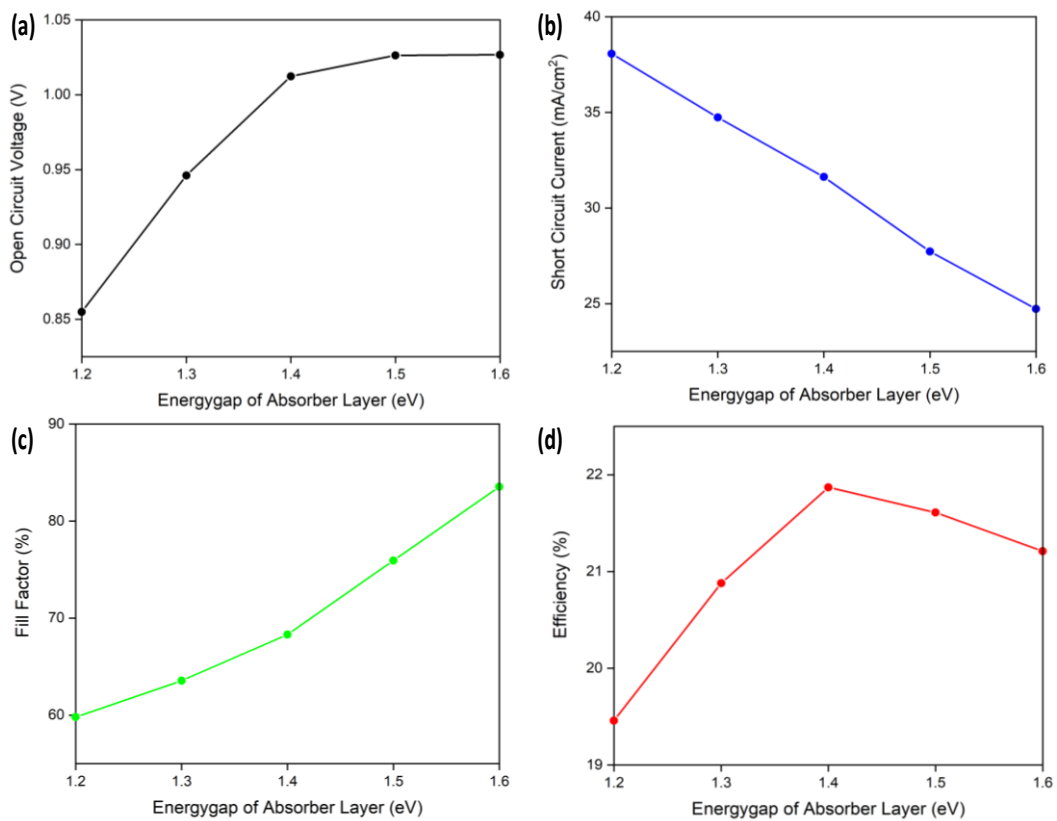 (a)
1.05
1.00
0.95
0.90
0.85
Open Circuit Voltage (V)
1.2 1.3 1.4 1.5 1.6
Energygap of Absorber Layer (eV)
(b)
40
35
30
25
Short Circuit Current (mA/cm²)
1.2 1.3 1.4 1.5 1.6
Energygap of Absorber Layer (eV)
(c)
90
80
70
60
Fill Factor (%)
1.2 1.3 1.4 1.5 1.6
Energygap of Absorber Layer (eV)
(d)
22
21
20
19
Efficiency (%)
1.2 1.3 1.4 1.5 1.6
Energygap of Absorber Layer (eV)